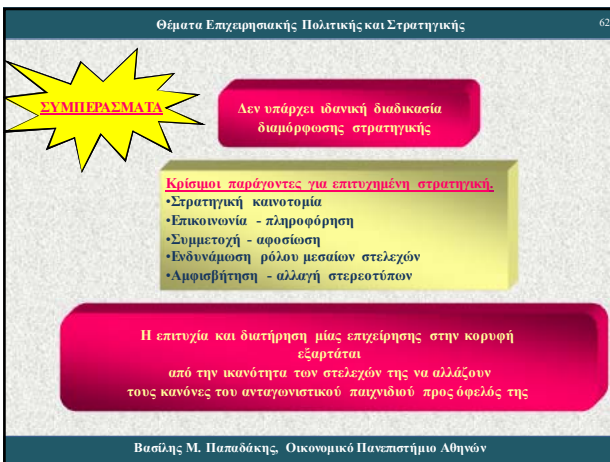 Θέματα Επιχειρησιακής Πολιτικής και Στρατηγικής
62
ΣΥΜΠΕΡΑΣΜΑΤΑ
Δεν υπάρχει ιδανική διαδικασία
διαμόρφωσης στρατηγικής
Κρίσιμοι παράγοντες για επιτυχημένη στρατηγική.
•Στρατηγική καινοτομία
•Επικοινωνία - πληροφόρηση
•Συμμετοχή - αφοσίωση
•Ενδυνάμωση ρόλου μεσαίων στελεχών
•Αμφισβήτηση - αλλαγή στερεοτύπων
Η επιτυχία και διατήρηση μίας επιχείρησης στην κορυφή
εξαρτάται
από την ικανότητα των στελεχών της να αλλάζουν
τους κανόνες του ανταγωνιστικού παιχνιδιού προς όφελός της
Βασίλης Μ. Παπαδάκης, Οικονομικό Πανεπιστήμιο Αθηνών